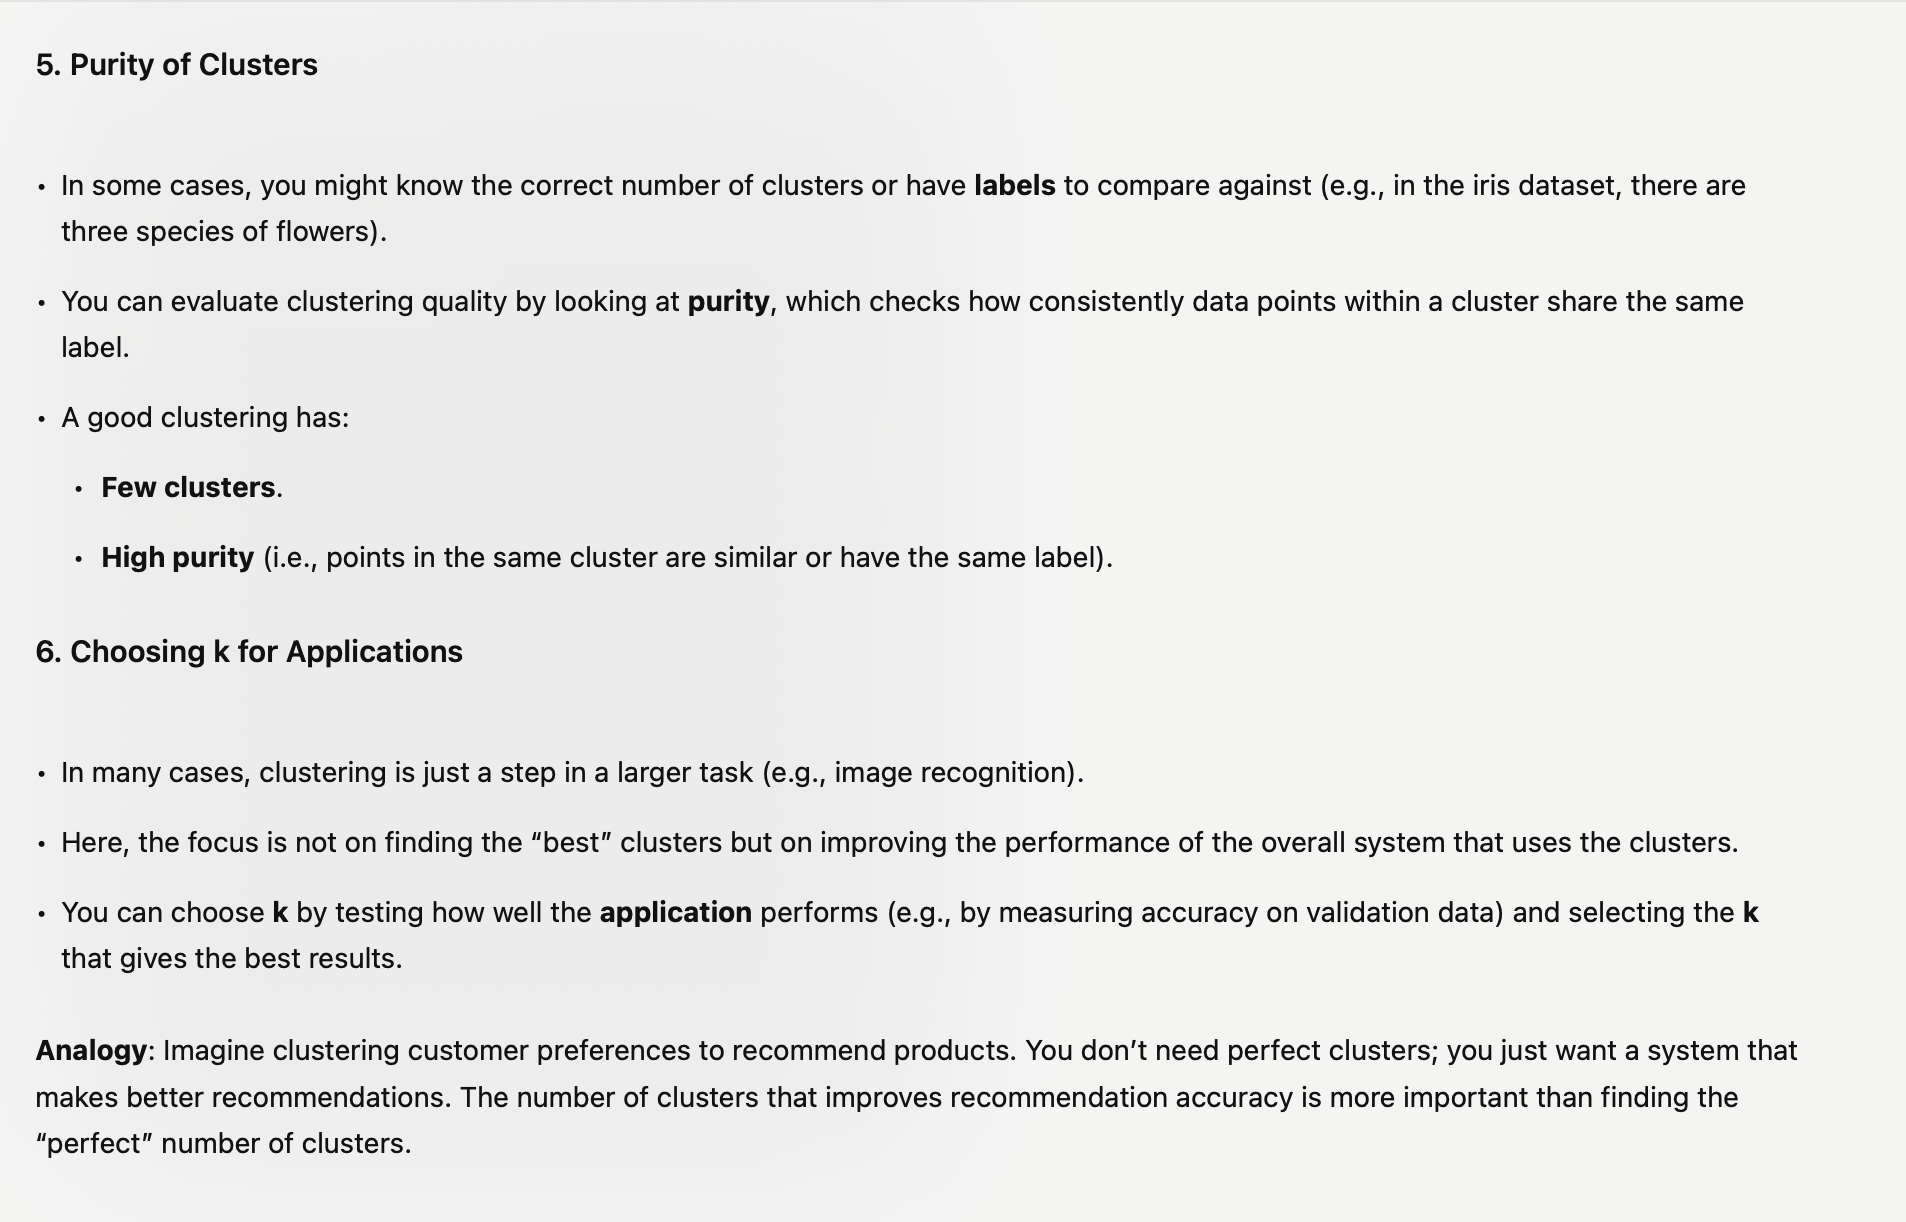 5. Purity of Clusters
• In some cases, you might know the correct number of clusters or have labels to compare against (e.g., in the iris dataset, there are
three species of flowers).
• You can evaluate clustering quality by looking at purity, which checks how consistently data points within a cluster share the same
label.
• A good clustering has:
• Few clusters.
• High purity (i.e., points in the same cluster are similar or have the same label).
6. Choosing k for Applications
• In many cases, clustering is just a step in a larger task (e.g., image recognition).
• Here, the focus is not on finding the “best” clusters but on improving the performance of the overall system that uses the clusters.
• You can choose k by testing how well the application performs (e.g., by measuring accuracy on validation data) and selecting the k
that gives the best results.
Analogy: Imagine clustering customer preferences to recommend products. You don’t need perfect clusters; you just want a system that
makes better recommendations. The number of clusters that improves recommendation accuracy is more important than finding the
“perfect” number of clusters.